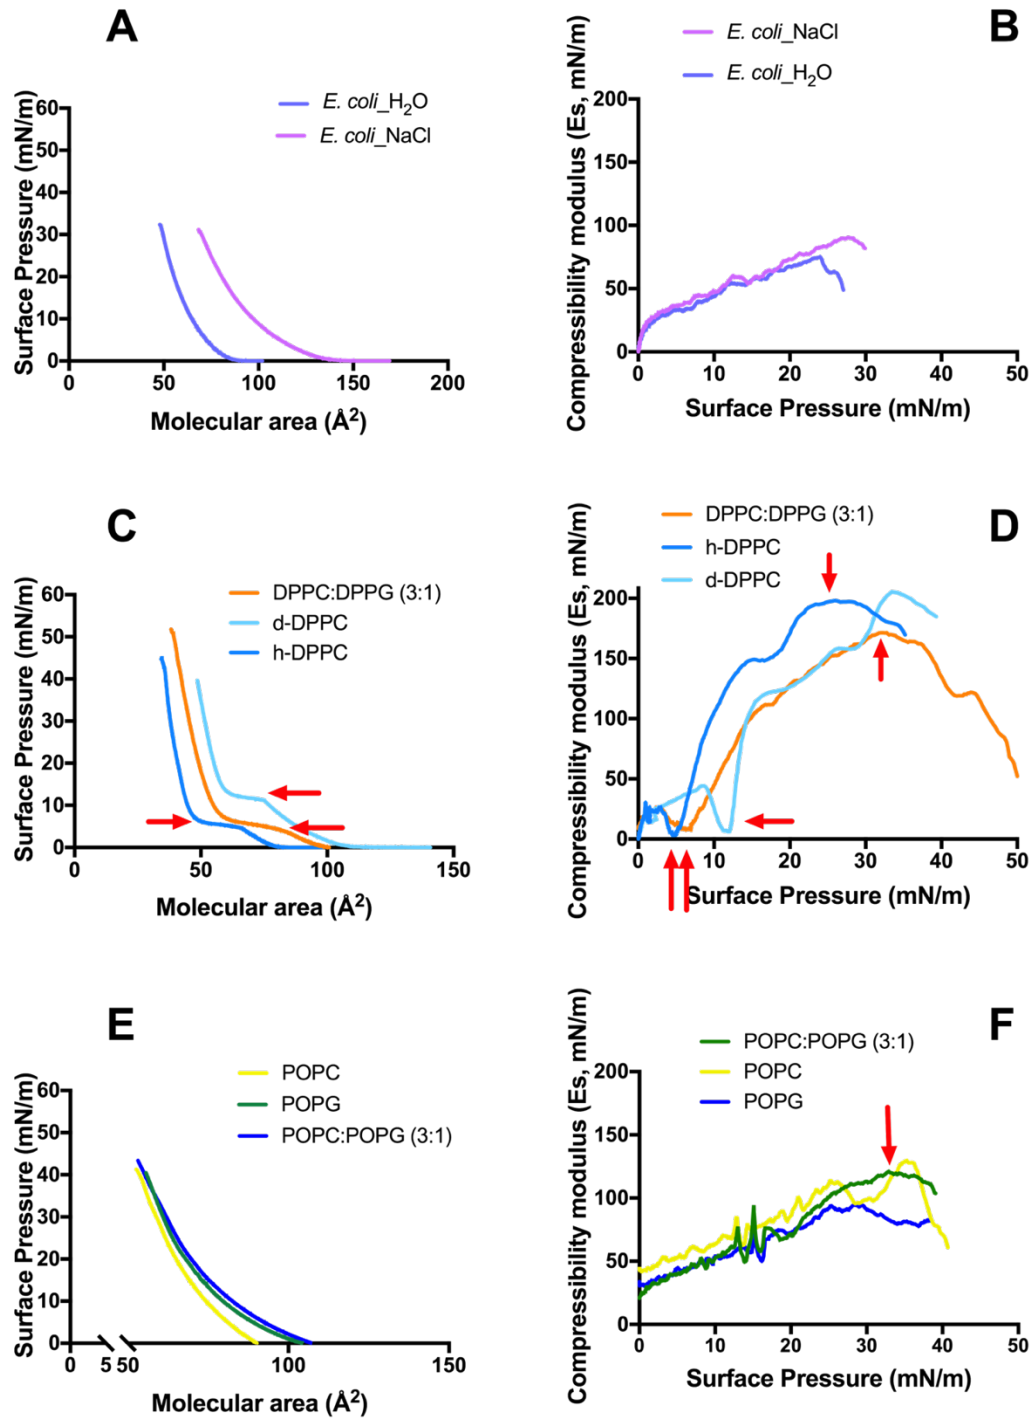 A
E. coli_H2O
E. coli_NaCl
Surface Pressure (mN/m)
60
50
40
30
20
10
0
0 50 100 150 200
Molecular area (Å2)
B
E. coli_NaCl
E. coli_H2O
Compressibility modulus (Es, mN/m)
200
150
100
50
0
0 10 20 30 40 50
Surface Pressure (mN/m)
C
DPPC:DPPG (3:1)
d-DPPC
h-DPPC
Surface Pressure (mN/m)
60
50
40
30
20
10
0
0 50 100 150
Molecular area (Å2)
D
DPPC:DPPG (3:1)
h-DPPC
d-DPPC
Compressibility modulus (Es, mN/m)
200
150
100
50
0
0 10 20 30 40 50
Surface Pressure (mN/m)
E
POPC
POPG
POPC:POPG (3:1)
Surface Pressure (mN/m)
60
50
40
30
20
10
0
0 5 50 100 150
Molecular area (Å2)
F
POPC:POPG (3:1)
POPC
POPG
Compressibility modulus (Es, mN/m)
200
150
100
50
0
0 10 20 30 40 50
Surface Pressure (mN/m)